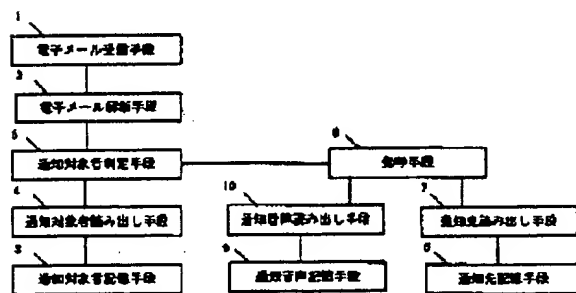 1
電子メール受信手段
2
電子メール 手段
5
通知対象者判定手段
8
発呼手段
4
通知対象者読み出し手段
10
通知音声読み出し手段
7
通知先読み出し手段
3
通知対象者記憶手段
9
通知音声記憶手段
6
通知先記憶手段